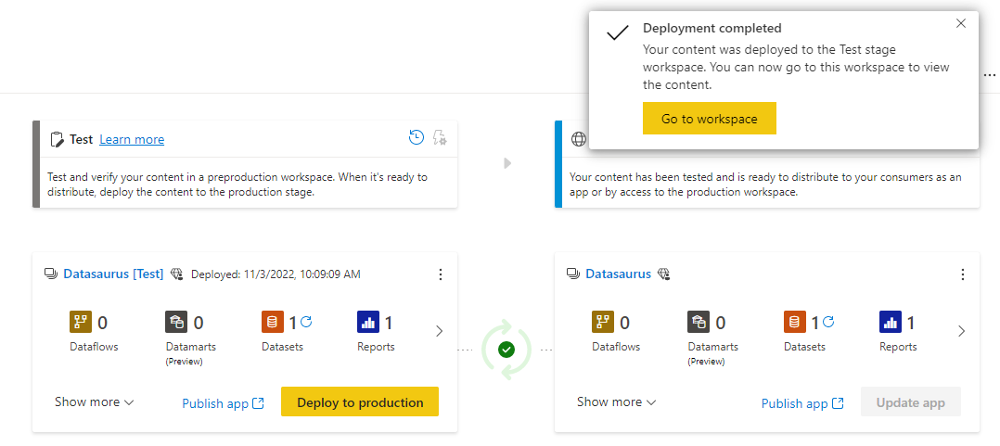 Deployment completed
Your content was deployed to the Test stage
workspace. You can now go to this workspace to view
the content.
Go to workspace
Test Learn more
Test and verify your content in a preproduction workspace. When it's ready to
distribute, deploy the content to the production stage.
Your content has been tested and is ready to distribute to your consumers as an
app or by access to the production workspace.
Datasaurus [Test] Deployed: 11/3/2022, 10:09:09 AM
0 0 1 1
Dataflows Datamarts Datasets Reports
(Preview)
Show more Publish app Deploy to production
Datasaurus
0 0 1 1
Dataflows Datamarts Datasets Reports
(Preview)
Show more Publish app Update app